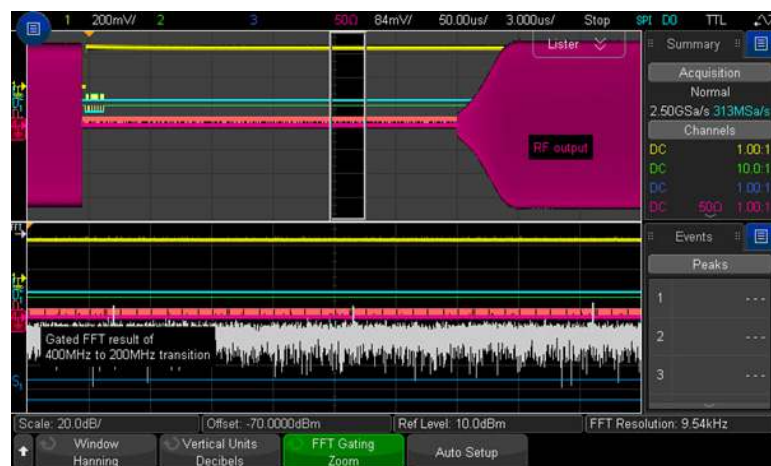 1 200mV/ 2 3 50Ω 84mV/ 50.00us/ 3.000us/ Stop SPI D0 TTL
Lister
Summary
Acquisition
Normal
2.50GSa/s 313MSa/s
Channels
DC 1.00:1
DC 10.0:1
DC 1.00:1
DC 50Ω 1.00:1
RF output
FFT
Events
Peaks
1 ---
2 ---
3 ---
Gated FFT result of
400MHz to 200MHz transition
S₁
Scale: 20.0dB/ Offset: -70.0000dBm Ref Level: 10.0dBm FFT Resolution: 9.54kHz
Window
Hanning
Vertical Units
Decibels
FFT Gating
Zoom
Auto Setup